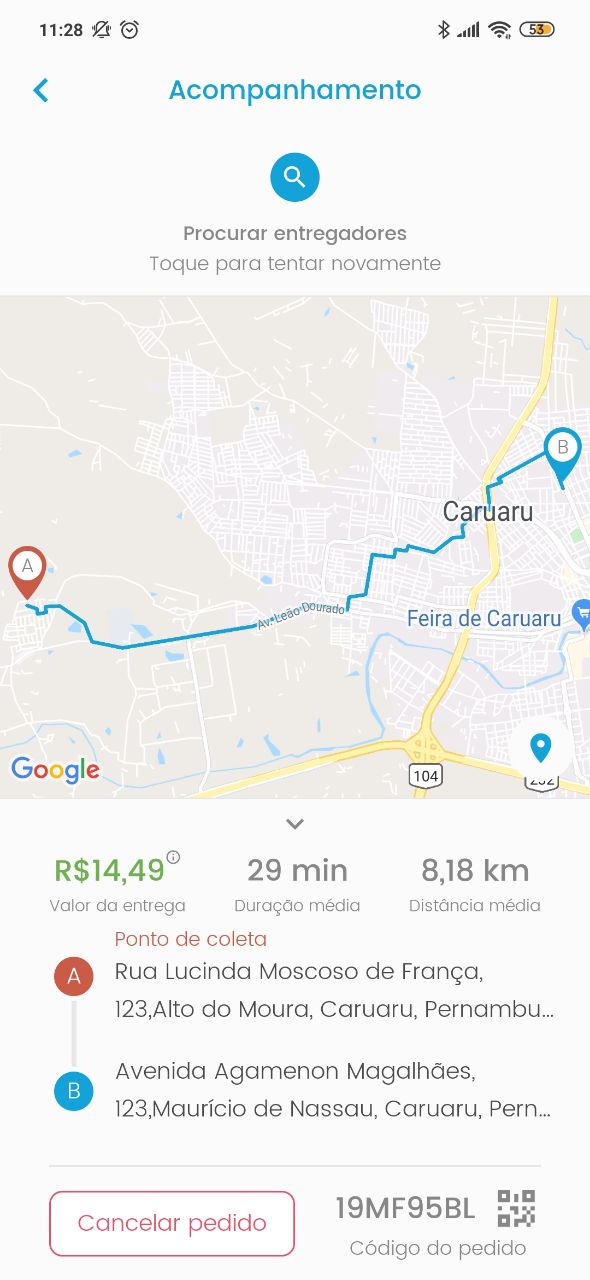 11:28
53
Acompanhamento
Procurar entregadores
Toque para tentar novamente
B
Caruaru
A
Av. Leão Dourado
Feira de Caruaru
Google
104
232
R$14,49
29 min
8,18 km
Valor da entrega
Duração média
Distância média
Ponto de coleta
A
Rua Lucinda Moscoso de França,
123,Alto do Moura, Caruaru, Pernambu...
B
Avenida Agamenon Magalhães,
123,Maurício de Nassau, Caruaru, Pern...
Cancelar pedido
19MF95BL
Código do pedido